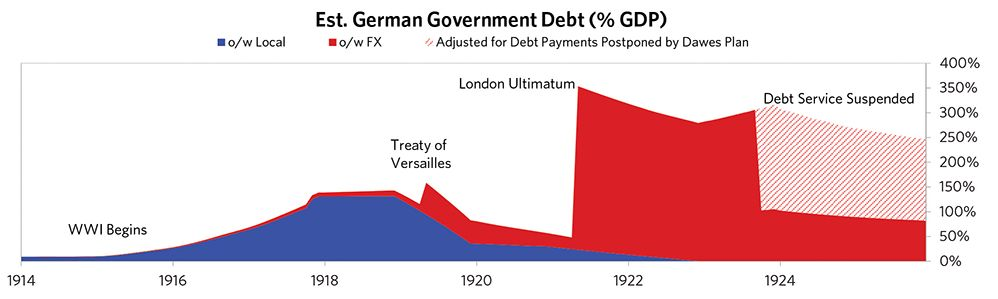 Est. German Government Debt (% GDP)
o/w Local o/w FX Adjusted for Debt Payments Postponed by Dawes Plan
400%
London Ultimatum
350%
Debt Service Suspended
300%
250%
Treaty of
Versailles
200%
150%
WWI Begins
100%
50%
0%
1914 1916 1918 1920 1922 1924